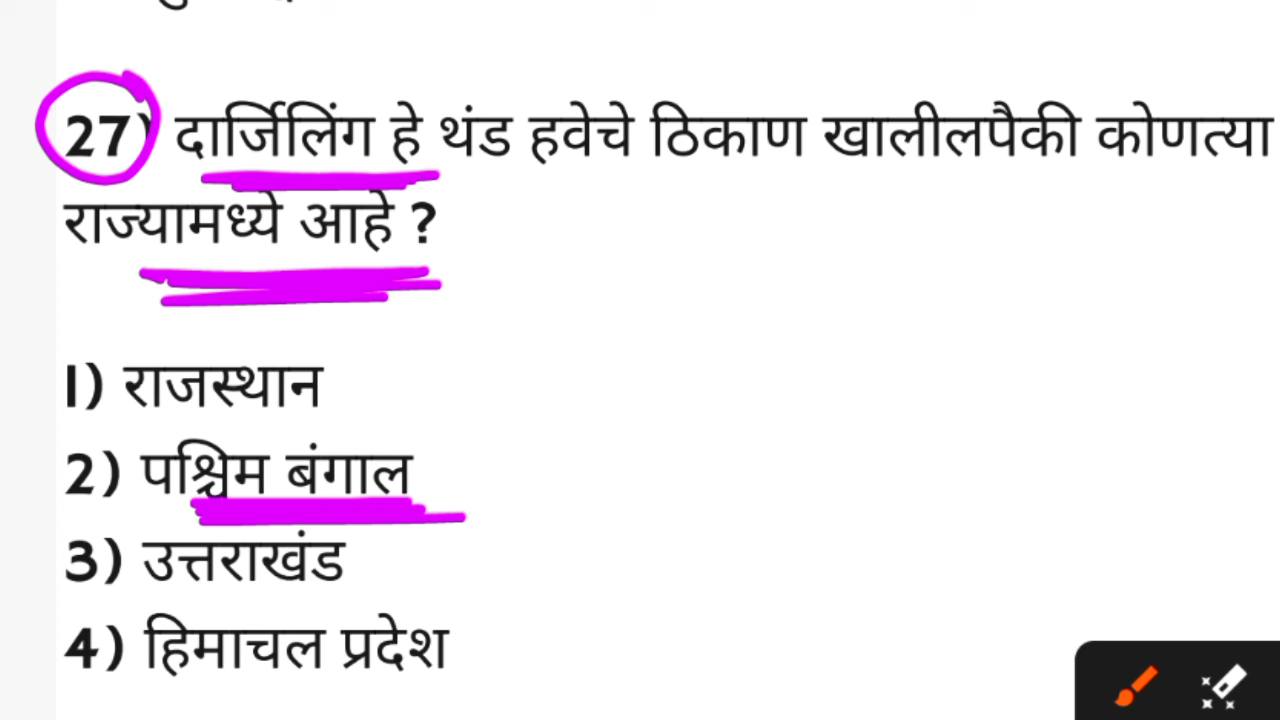 27) दार्जिलिंग हे थंड हवेचे ठिकाण खालीलपैकी कोणत्या
राज्यामध्ये आहे ?
1) राजस्थान
2) पश्चिम बंगाल
3) उत्तराखंड
4) हिमाचल प्रदेश